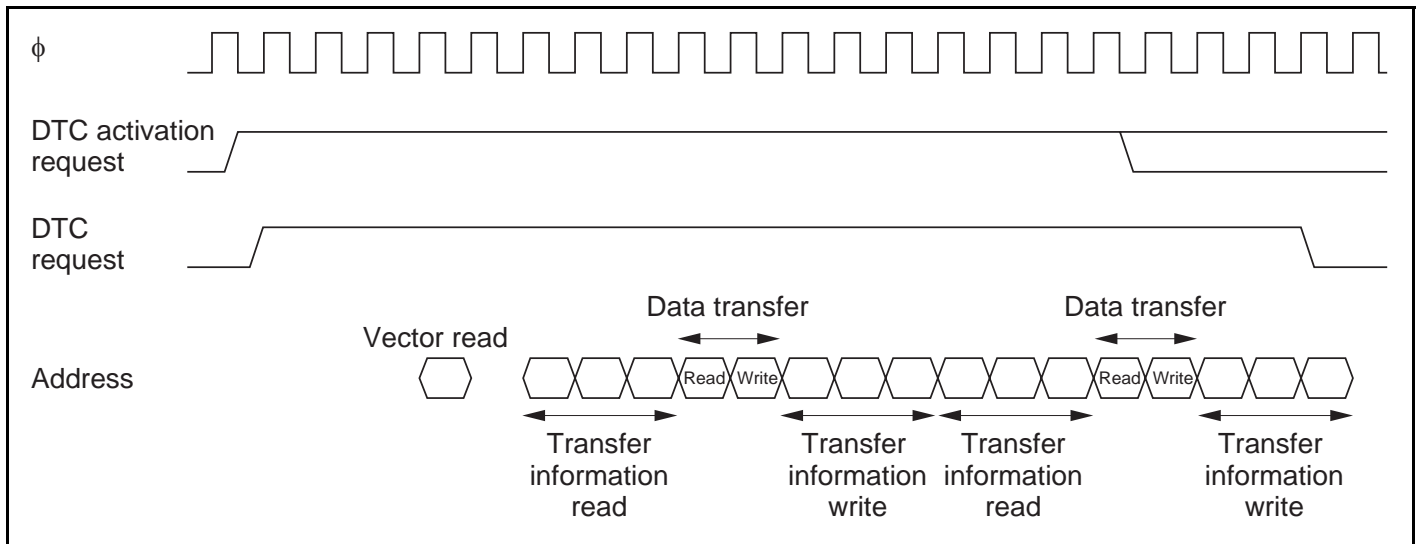 ϕ
DTC activation
request
DTC
request
Data transfer
Data transfer
Vector read
Address
Read
Write
Read
Write
Transfer
information
read
Transfer
information
write
Transfer
information
read
Transfer
information
write